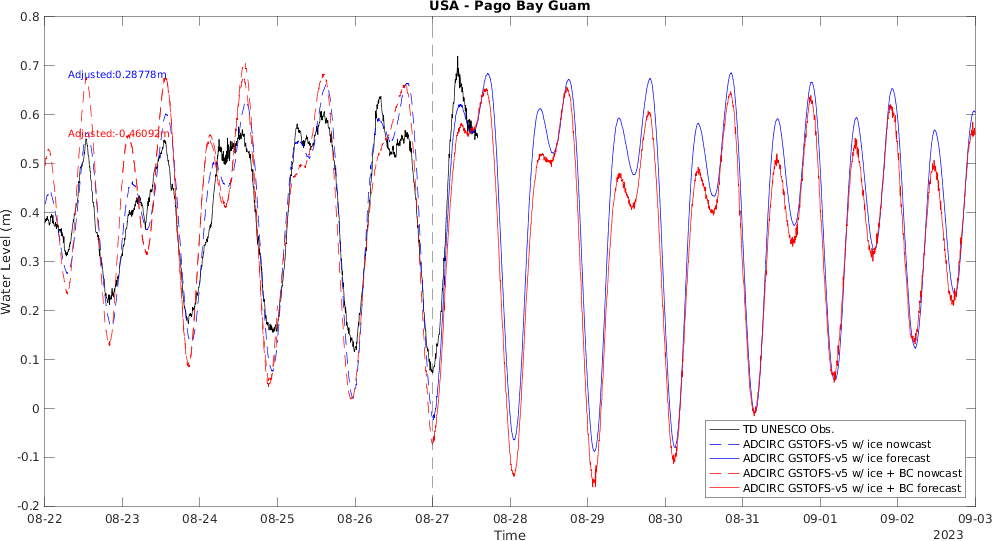 USA - Pago Bay Guam
Water Level (m)
0.8
0.7
0.6
0.5
0.4
0.3
0.2
0.1
0
-0.1
-0.2
Adjusted:0.28778m
Adjusted:-0.46092m
TD UNESCO Obs.
ADCIRC GSTOFS-v5 w/ ice nowcast
ADCIRC GSTOFS-v5 w/ ice forecast
ADCIRC GSTOFS-v5 w/ ice + BC nowcast
ADCIRC GSTOFS-v5 w/ ice + BC forecast
08-22 08-23 08-24 08-25 08-26 08-27 08-28 08-29 08-30 08-31 09-01 09-02 09-03
Time
2023